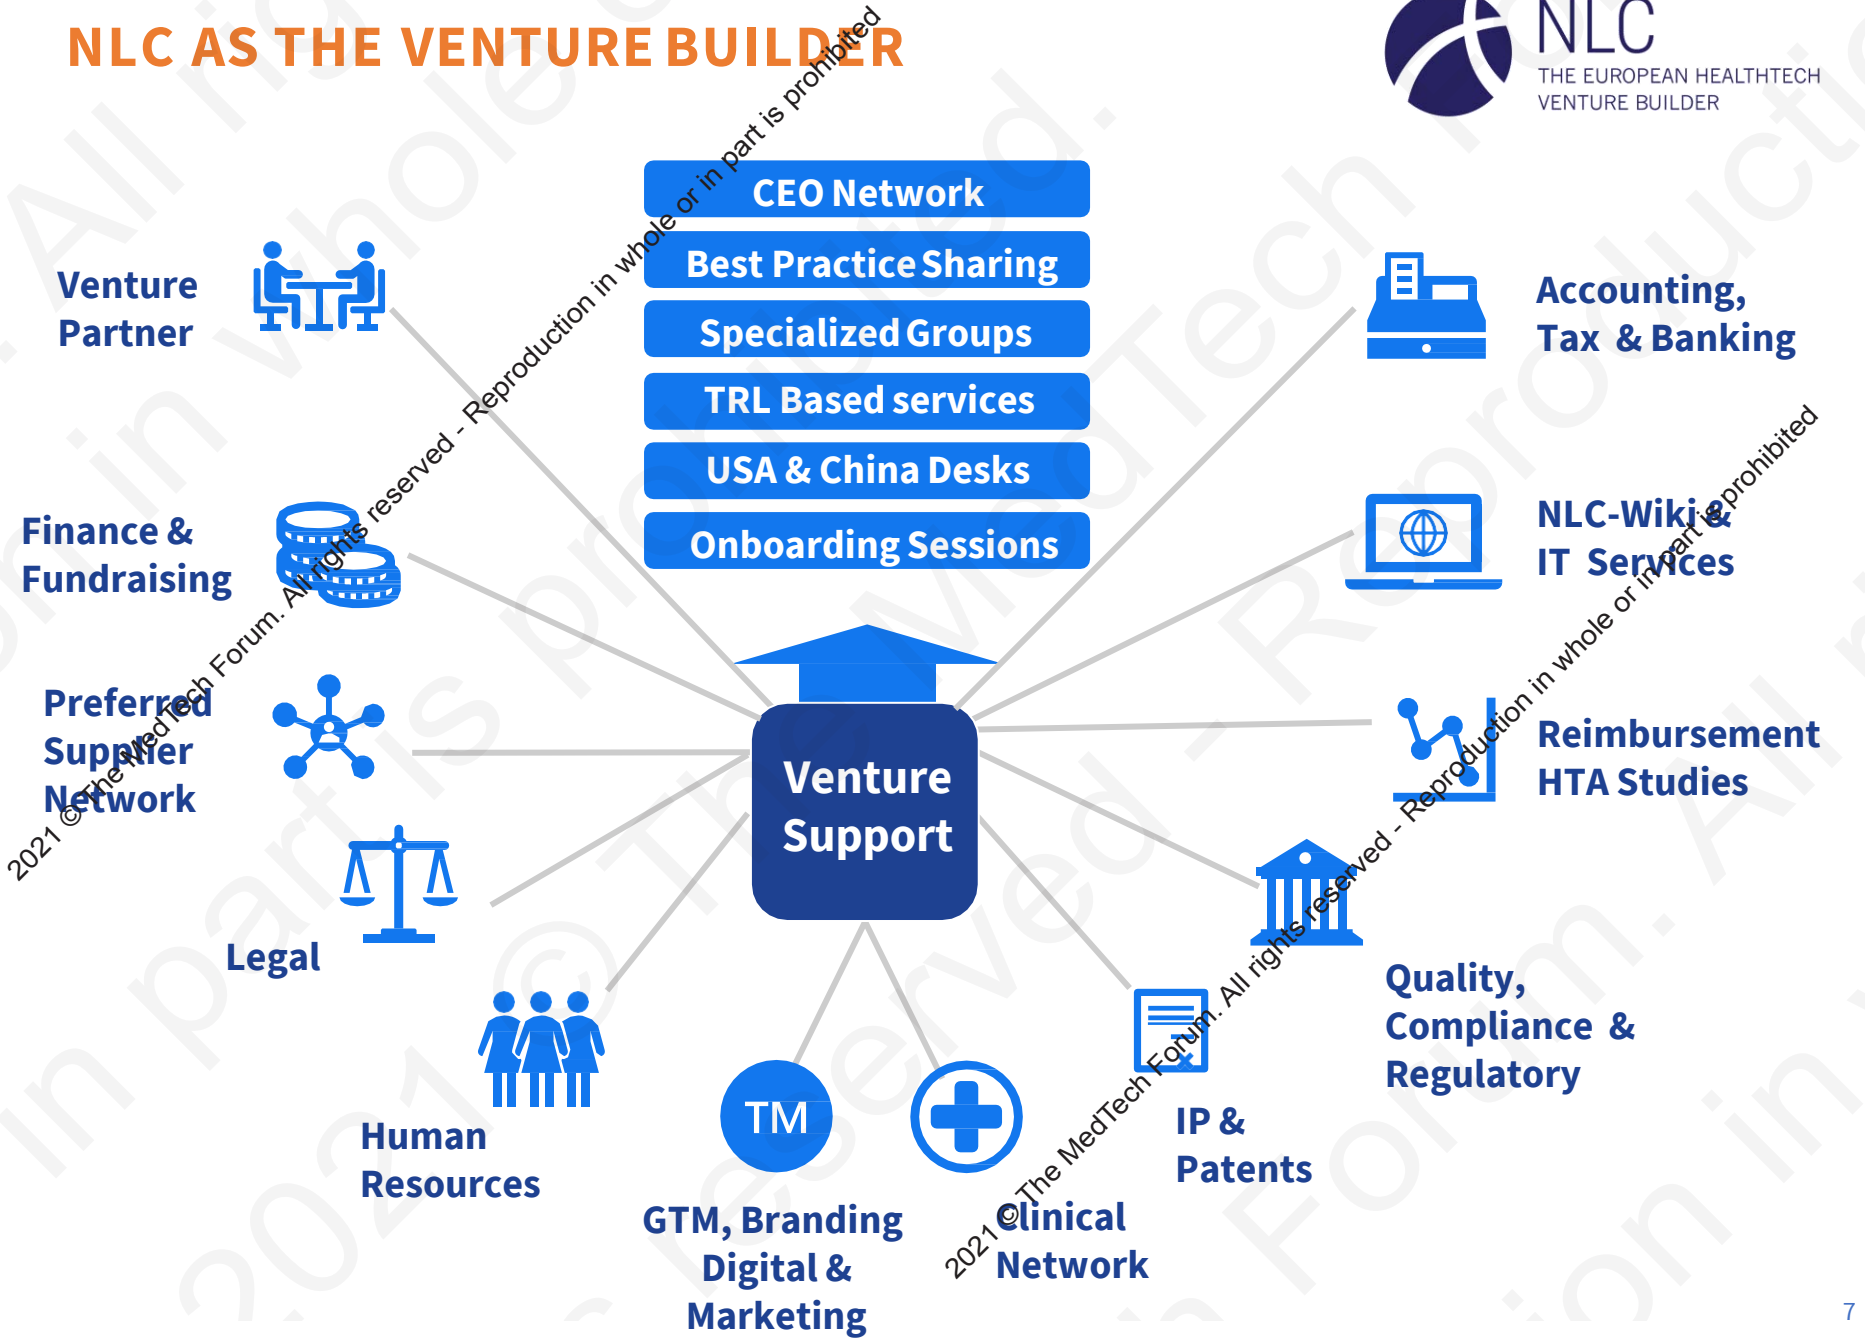 NLC AS THE VENTURE BUILDER
NLC
THE EUROPEAN HEALTHTECH
VENTURE BUILDER
CEO Network
Best Practice Sharing
Specialized Groups
TRL Based services
USA & China Desks
Onboarding Sessions
Venture
Partner
Finance &
Fundraising
Preferred
Supplier
Network
Legal
Human
Resources
TM
GTM, Branding
Digital &
Marketing
Clinical
Network
IP &
Patents
Quality,
Compliance &
Regulatory
Reimbursement
HTA Studies
NLC-Wiki &
IT Services
Accounting,
Tax & Banking
Venture
Support
2021 © The MedTech Forum. All rights reserved - Reproduction in whole or in part is prohibited
2021 © The MedTech Forum. All rights reserved - Reproduction in whole or in part is prohibited
7